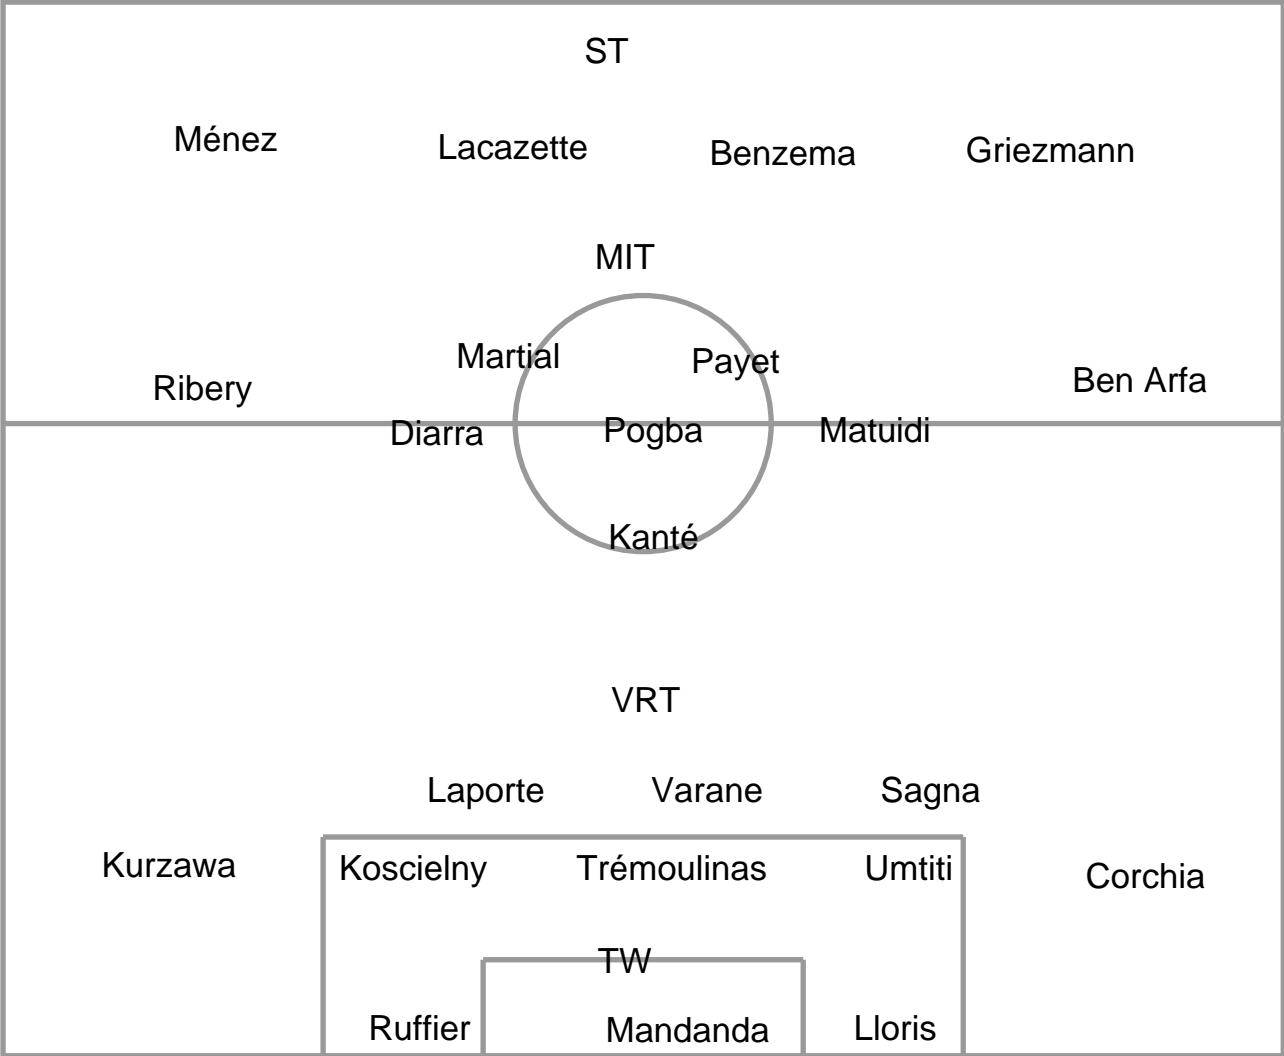 ST
Ménez Lacazette Benzema Griezmann
MIT
Martial Payet
Ribery Ben Arfa
Diarra Pogba Matuidi
Kanté
VRT
Laporte Varane Sagna
Kurzawa Koscielny Trémoulinas Umtiti Corchia
TW
Ruffier Mandanda Lloris